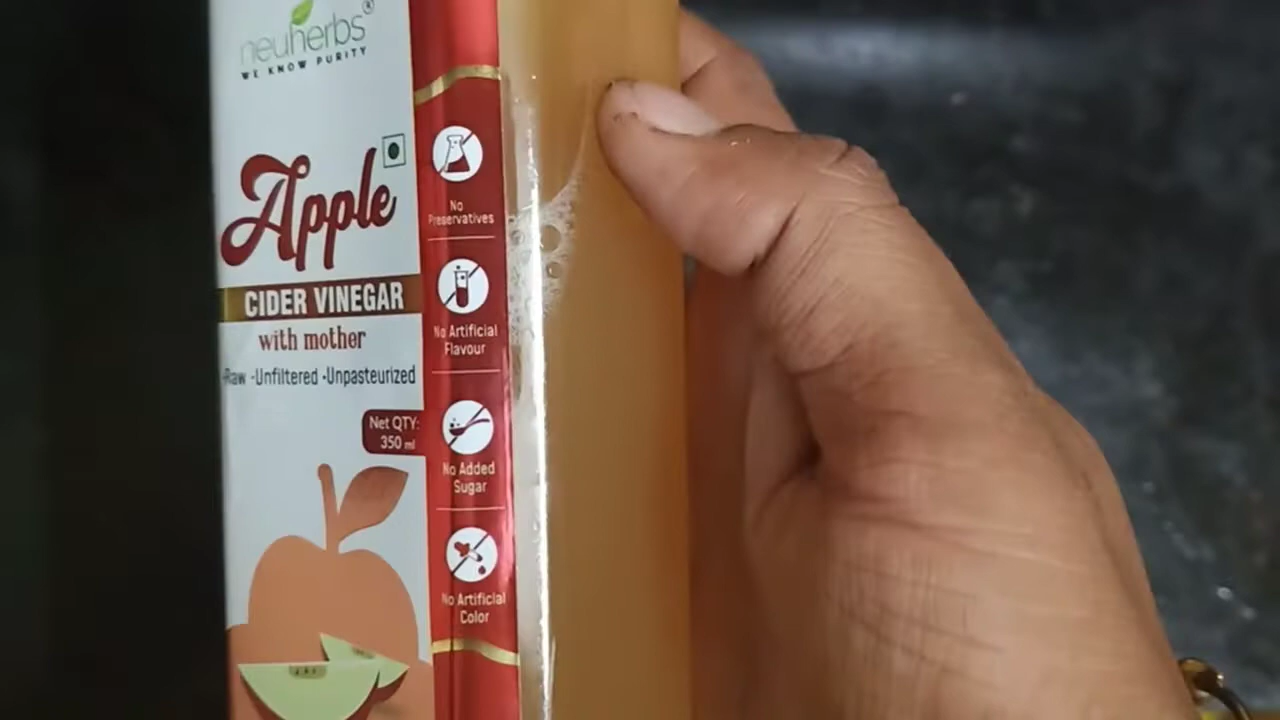 neuherbs®
WE KNOW PURITY
Apple
CIDER VINEGAR
with mother
-Raw -Unfiltered -Unpasteurized
Net QTY:
350 ml
No
Preservatives
No Artificial
Flavour
No Added
Sugar
No Artificial
Color